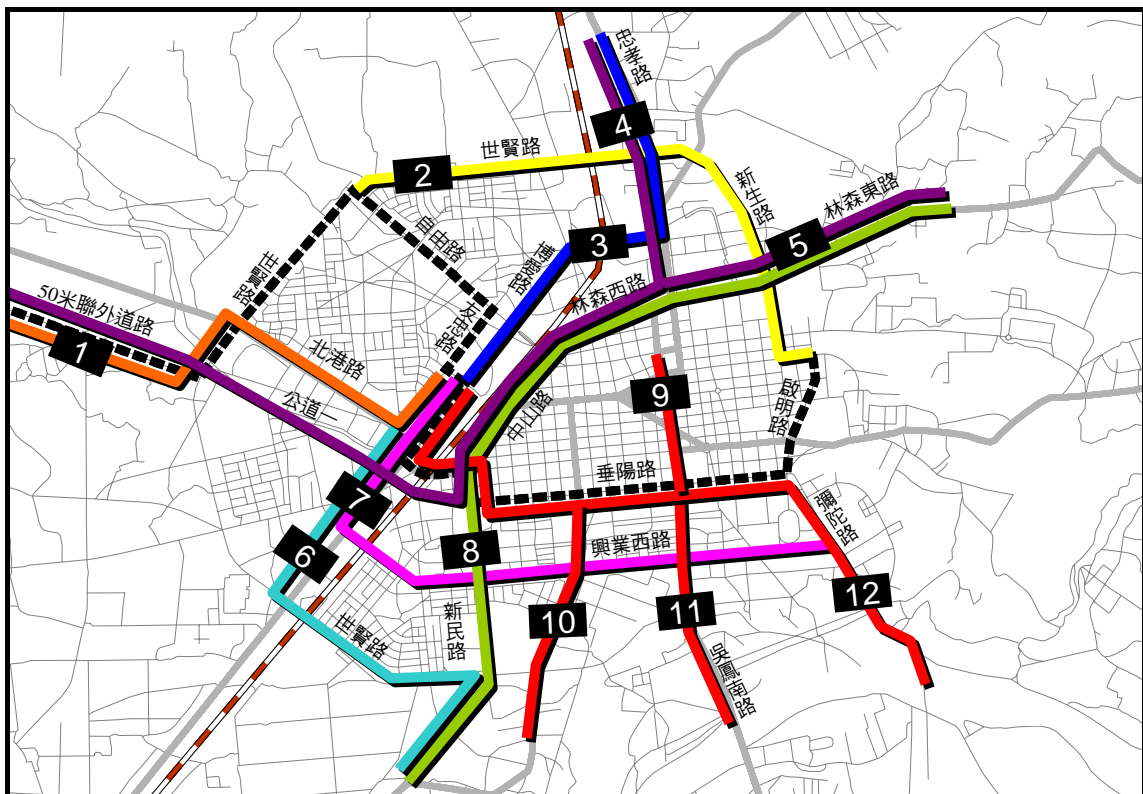 忠孝路
4
世賢路
2
新生路
林森東路
自由路
博愛路
3
5
世賢路
林森西路
50米聯外道路
友忠路
1
北港路
公道一
中山路
9
啟明路
垂陽路
7
彌陀路
6
8
興業西路
10
11
12
新民路
世賢路
吳鳳南路